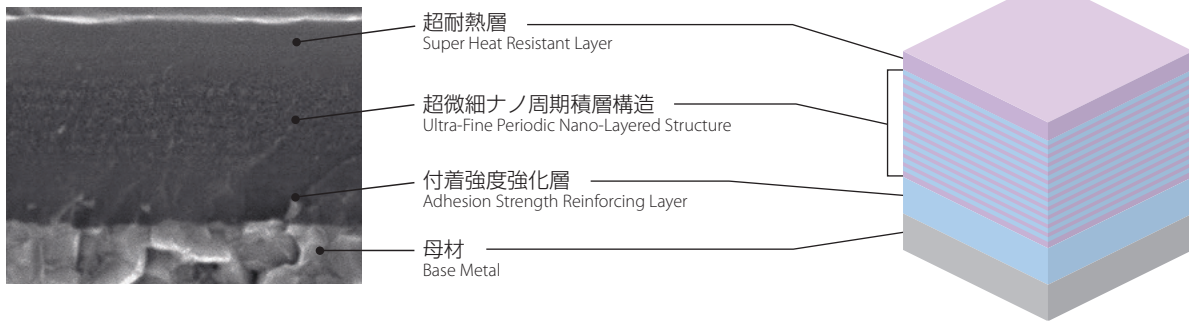 超耐熱層
Super Heat Resistant Layer
超微細ナノ周期積層構造
Ultra-Fine Periodic Nano-Layered Structure
付着強度強化層
Adhesion Strength Reinforcing Layer
母材
Base Metal